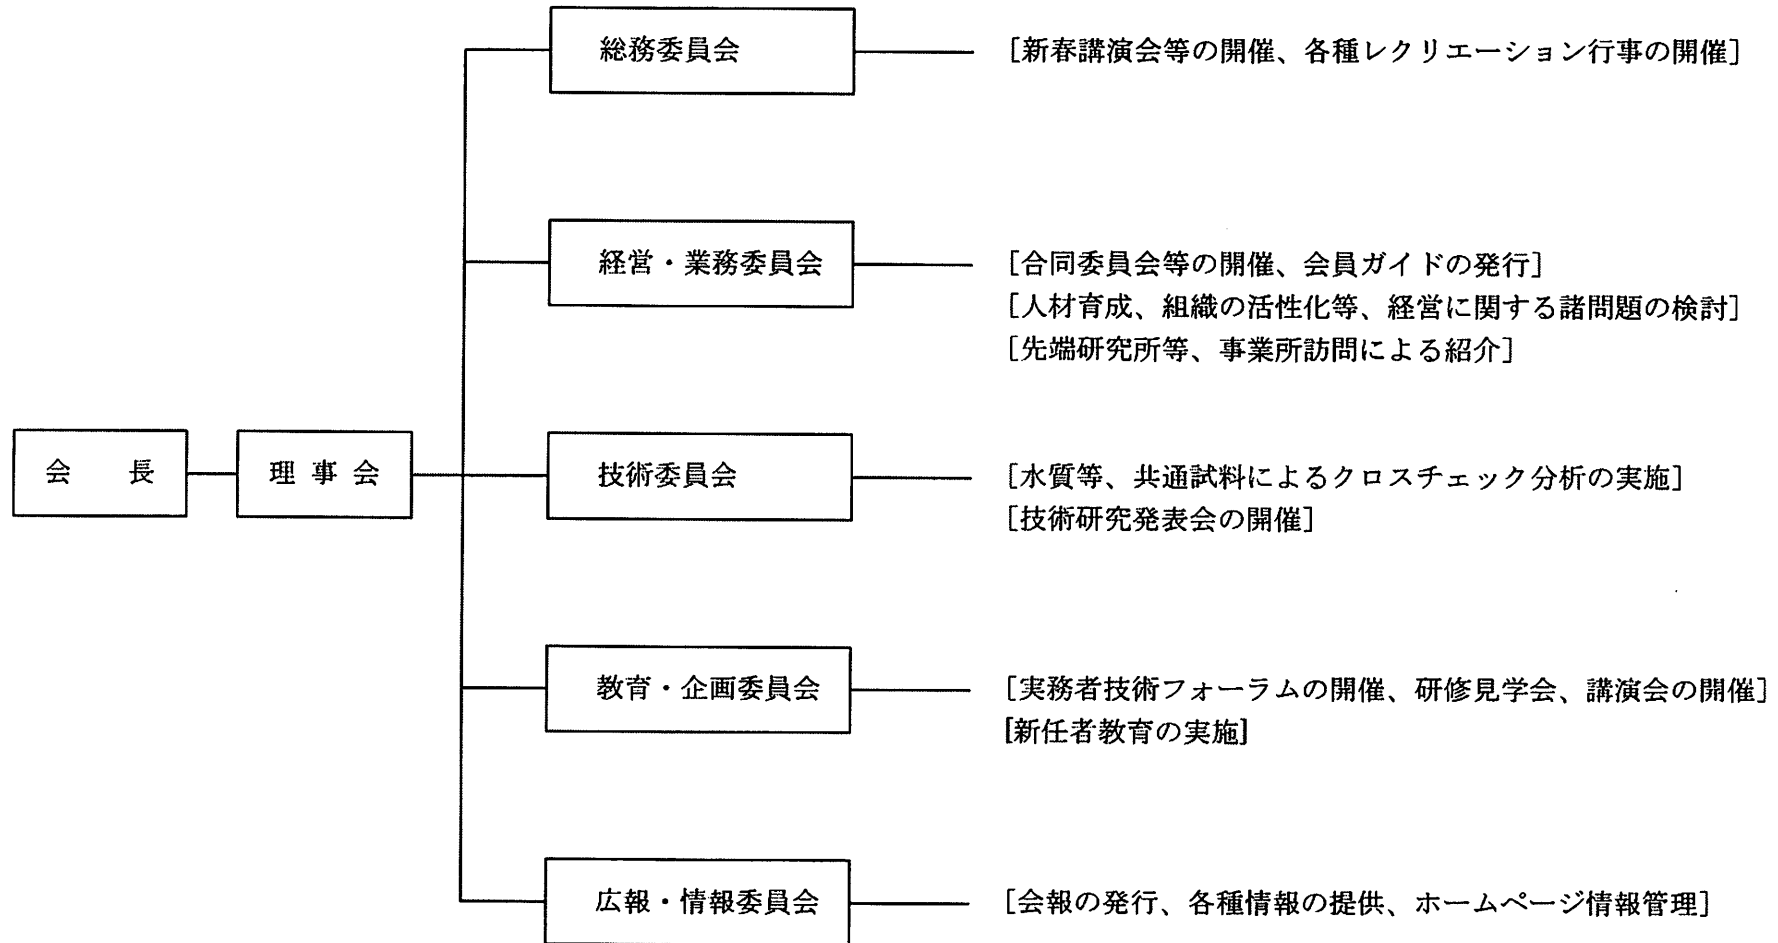 総務委員会
[新春講演会等の開催、各種レクリエーション行事の開催]
経営・業務委員会
[合同委員会等の開催、会員ガイドの発行]
[人材育成、組織の活性化等、経営に関する諸問題の検討]
[先端研究所等、事業所訪問による紹介]
会　長
理事会
技術委員会
[水質等、共通試料によるクロスチェック分析の実施]
[技術研究発表会の開催]
教育・企画委員会
[実務者技術フォーラムの開催、研修見学会、講演会の開催]
[新任者教育の実施]
広報・情報委員会
[会報の発行、各種情報の提供、ホームページ情報管理]